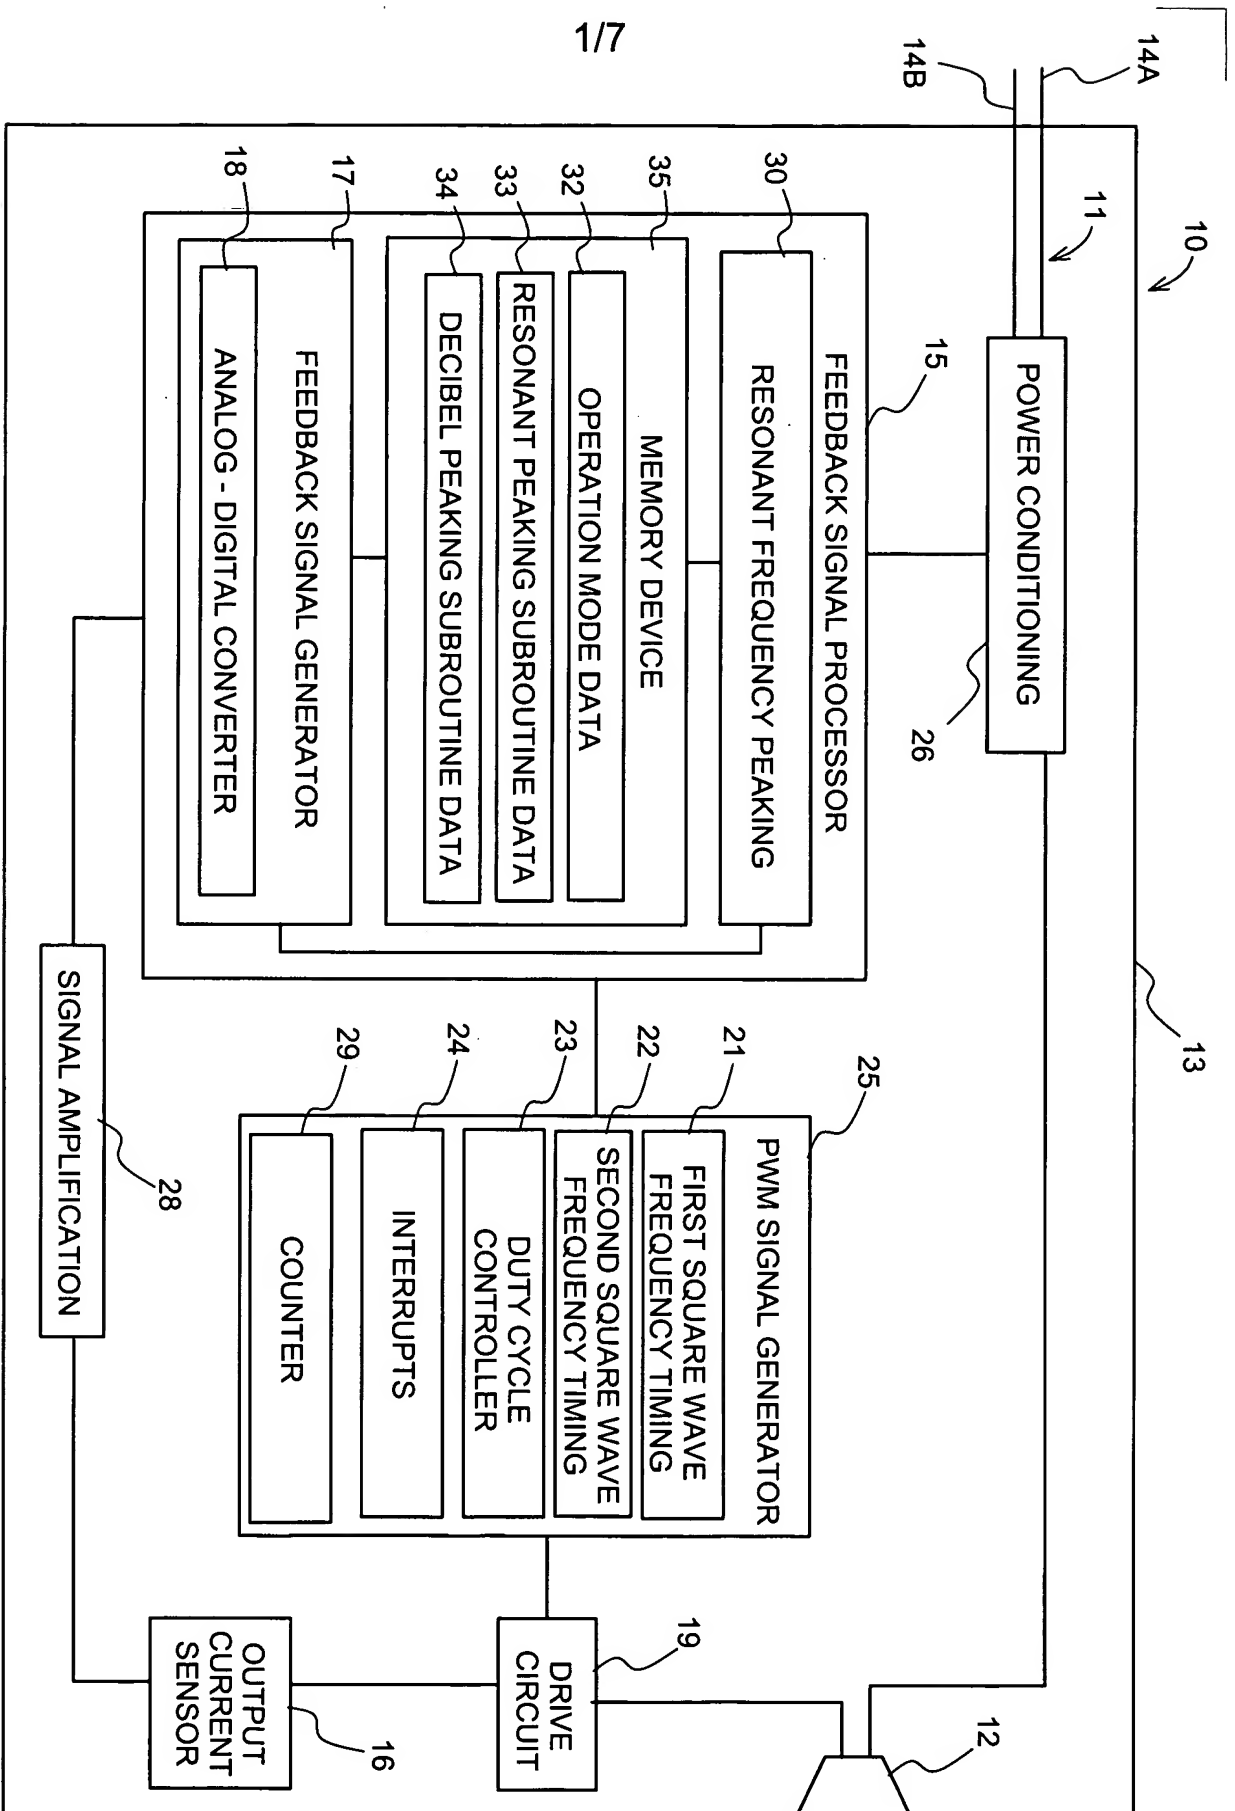 1/7
14A
14B
11
10
POWER CONDITIONING
26
13
15
FEEDBACK SIGNAL PROCESSOR
30
RESONANT FREQUENCY PEAKING
35
MEMORY DEVICE
32
OPERATION MODE DATA
33
RESONANT PEAKING SUBROUTINE DATA
34
DECIBEL PEAKING SUBROUTINE DATA
17
FEEDBACK SIGNAL GENERATOR
18
ANALOG - DIGITAL CONVERTER
25
PWM SIGNAL GENERATOR
21
FIRST SQUARE WAVE
FREQUENCY TIMING
22
SECOND SQUARE WAVE
FREQUENCY TIMING
23
DUTY CYCLE
CONTROLLER
24
INTERRUPTS
29
COUNTER
SIGNAL AMPLIFICATION
28
19
DRIVE
CIRCUIT
12
OUTPUT
CURRENT
SENSOR
16